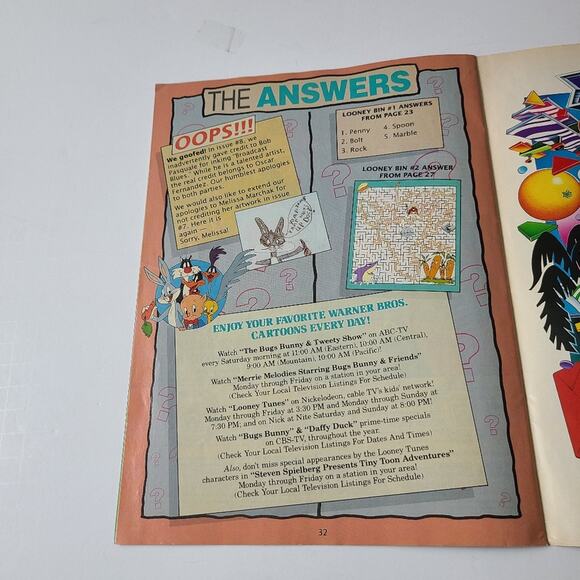 THE ANSWERS
OOPS!!!
We goofed! In issue #8, we
inadvertently gave credit to Bob
Pasquale for inking "Broadkast
Blues." While he is a talented artist,
the real credit belongs to Oscar
Fernandez. Our humblest apologies
to both parties.
We would also like to extend our
apologies to Melissa Marchak for
not crediting her artwork in issue
#7. Here it is
again —
Sorry, Melissa!
LOONEY BIN #1 ANSWERS
FROM PAGE 23
1. Penny
2. Bolt
3. Rock
4. Spoon
5. Marble
LOONEY BIN #2 ANSWER
FROM PAGE 27
ENJOY YOUR FAVORITE WARNER BROS.
CARTOONS EVERY DAY!
Watch "The Bugs Bunny & Tweety Show" on ABC-TV
every Saturday morning at 11:00 AM (Eastern), 10:00 AM (Central),
9:00 AM (Mountain), 10:00 AM (Pacific)!
Watch "Merrie Melodies Starring Bugs Bunny & Friends"
Monday through Friday on a station in your area!
(Check Your Local Television Listings For Schedule)
Watch "Looney Tunes" on Nickelodeon, cable TV's kids' network!
Monday through Friday at 3:30 PM and Monday through Sunday at
7:30 PM; and on Nick at Nite Saturday and Sunday at 8:00 PM!
Watch "Bugs Bunny" & "Daffy Duck" prime-time specials
on CBS-TV, throughout the year.
(Check Your Local Television Listings For Dates And Times)
Also, don't miss special appearances by the Looney Tunes
characters in "Steven Spielberg Presents Tiny Toon Adventures"
Monday through Friday on a station in your area!
(Check Your Local Television Listings For Schedule)
32